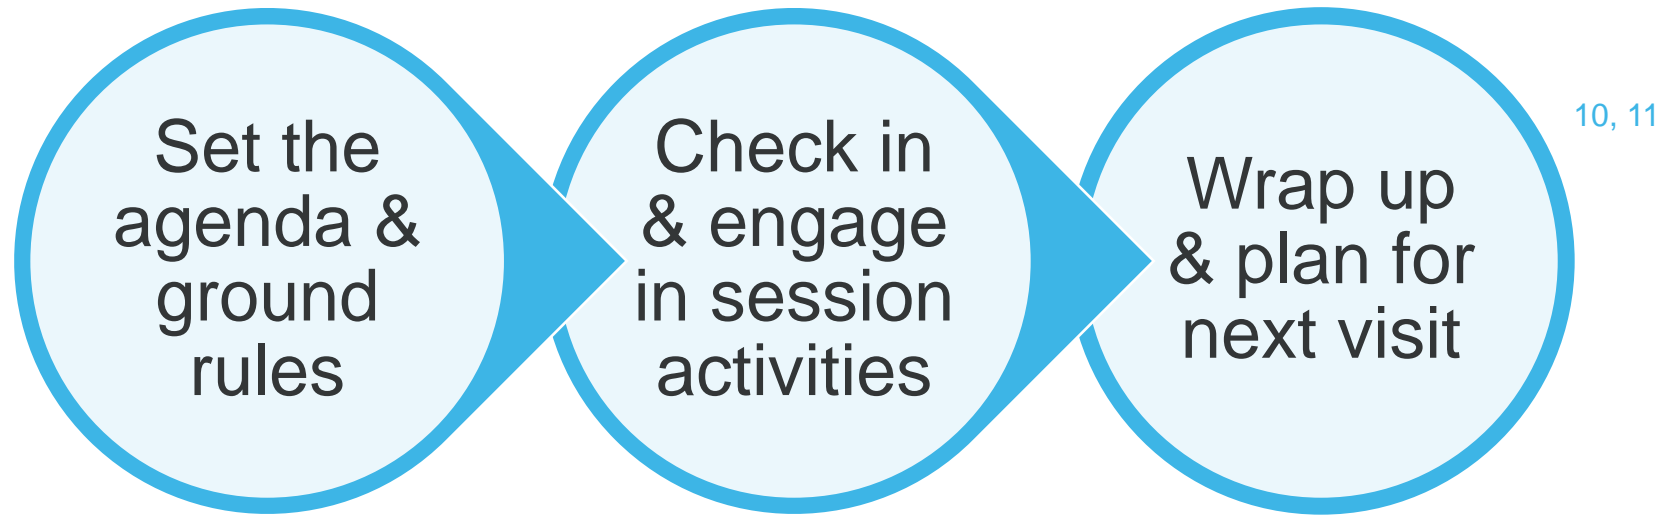 Set the
agenda &
ground
rules
Check in
& engage
in session
activities
Wrap up
& plan for
next visit
10, 11